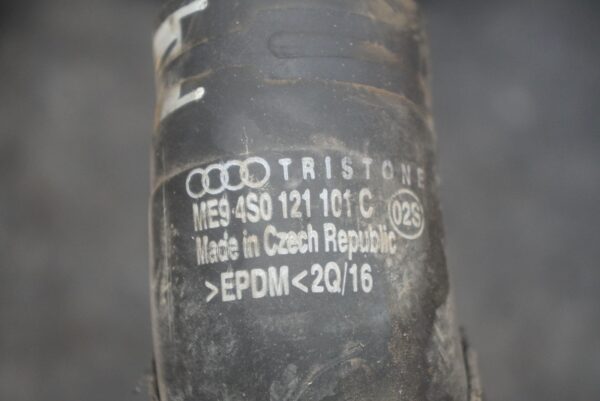 TRISTONE
ME9 4S0 121 101 C 02S
Made in Czech Republic
>EPDM<2Q/16